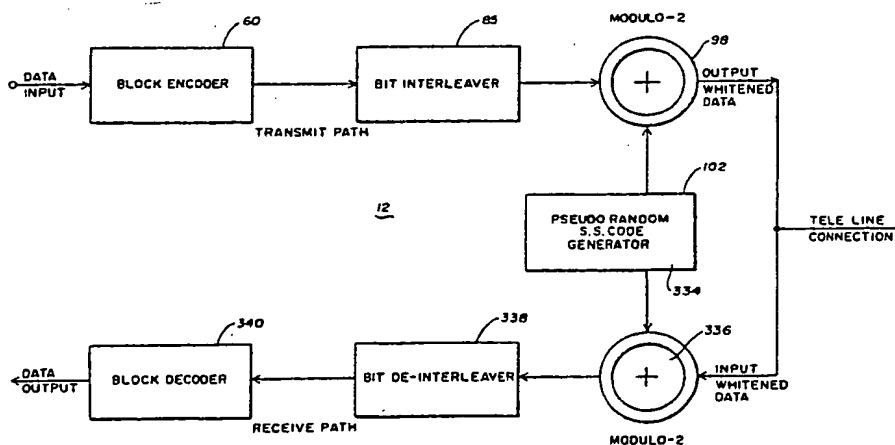 MODULO-2
60
85
98
DATA
INPUT
BLOCK ENCODER
BIT INTERLEAVER
+
OUTPUT
WHITENED
DATA
TRANSMIT PATH
102
12
PSEUDO RANDOM
S.S. CODE
GENERATOR
TELE LINE
CONNECTION
334
340
338
336
DATA
OUTPUT
BLOCK DECODER
BIT DE-INTERLEAVER
+
INPUT
WHITENED
DATA
RECEIVE PATH
MODULO-2